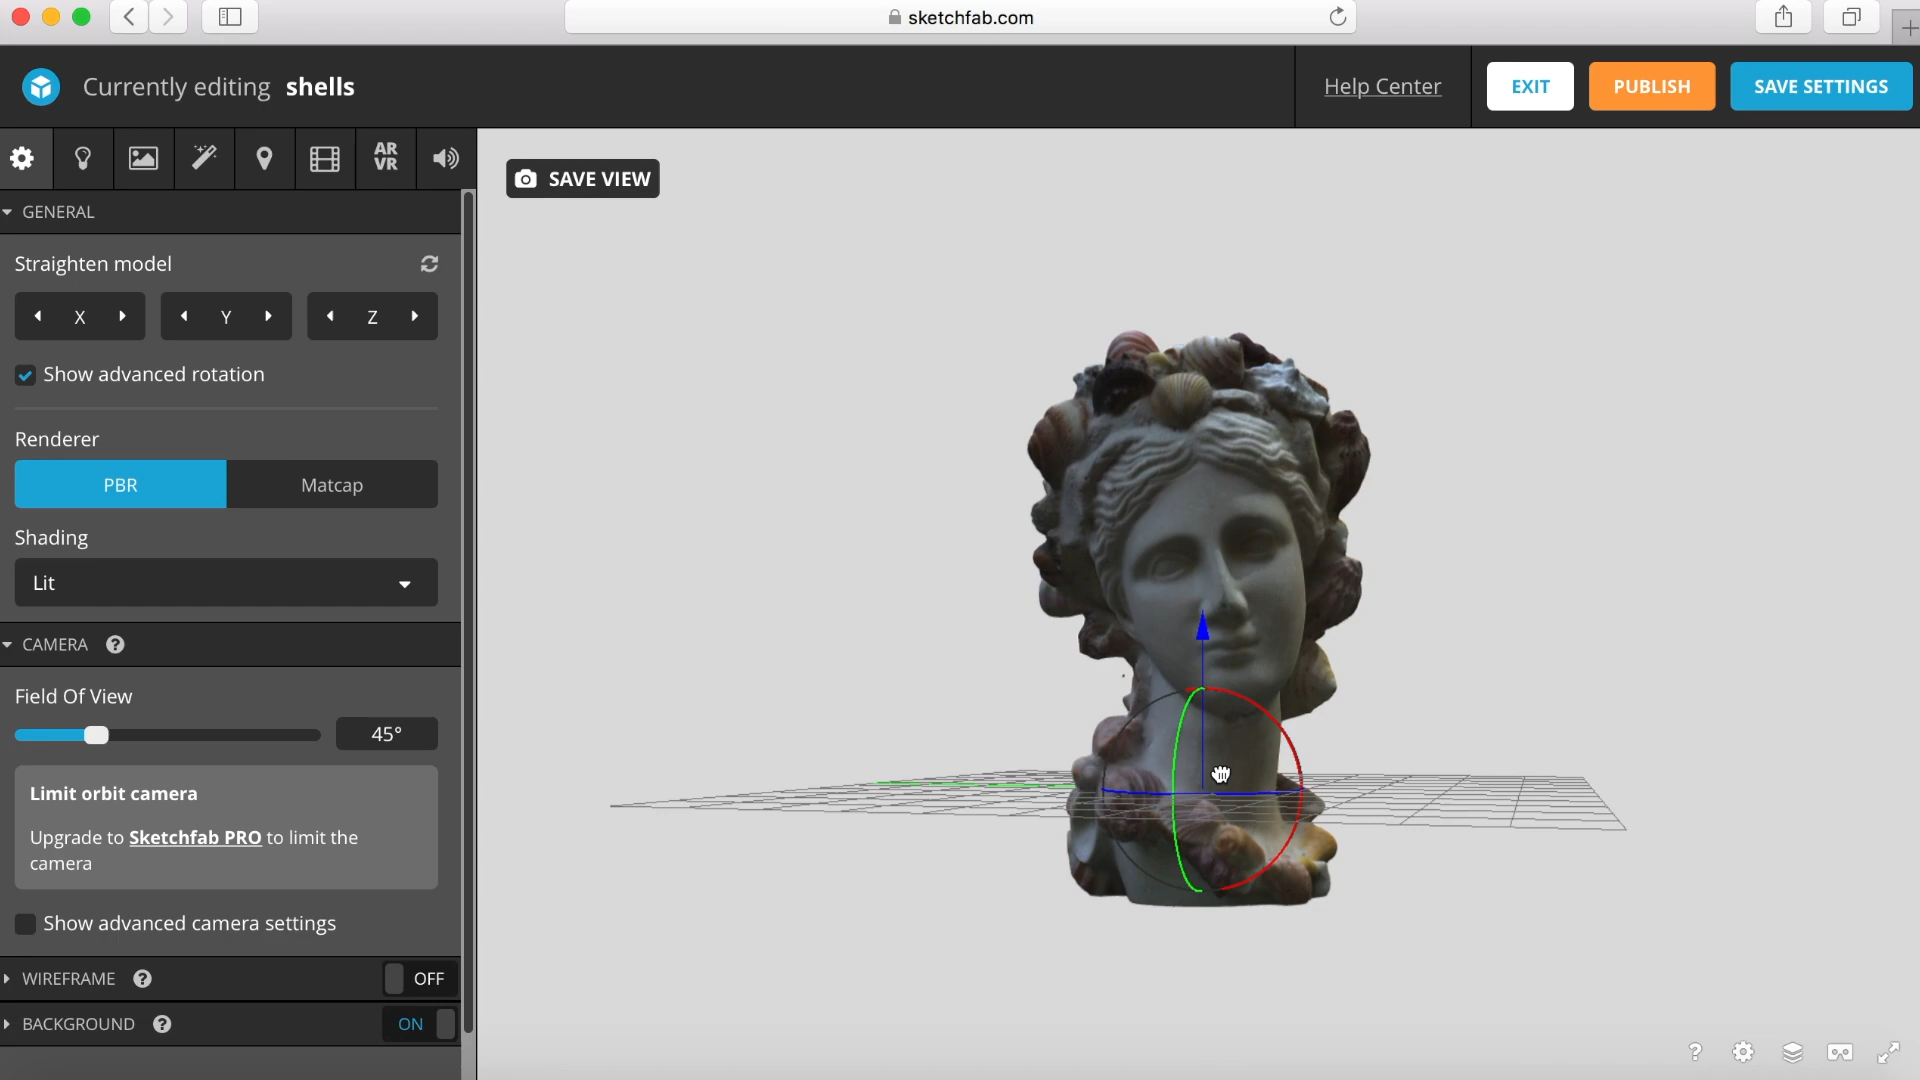 sketchfab.com
Currently editing shells
Help Center
EXIT
PUBLISH
SAVE SETTINGS
AR
VR
SAVE VIEW
GENERAL
Straighten model
X
Y
Z
Show advanced rotation
Renderer
PBR
Matcap
Shading
Lit
CAMERA ?
Field Of View
45°
Limit orbit camera
Upgrade to Sketchfab PRO to limit the
camera
Show advanced camera settings
WIREFRAME ? OFF
BACKGROUND ? ON
?